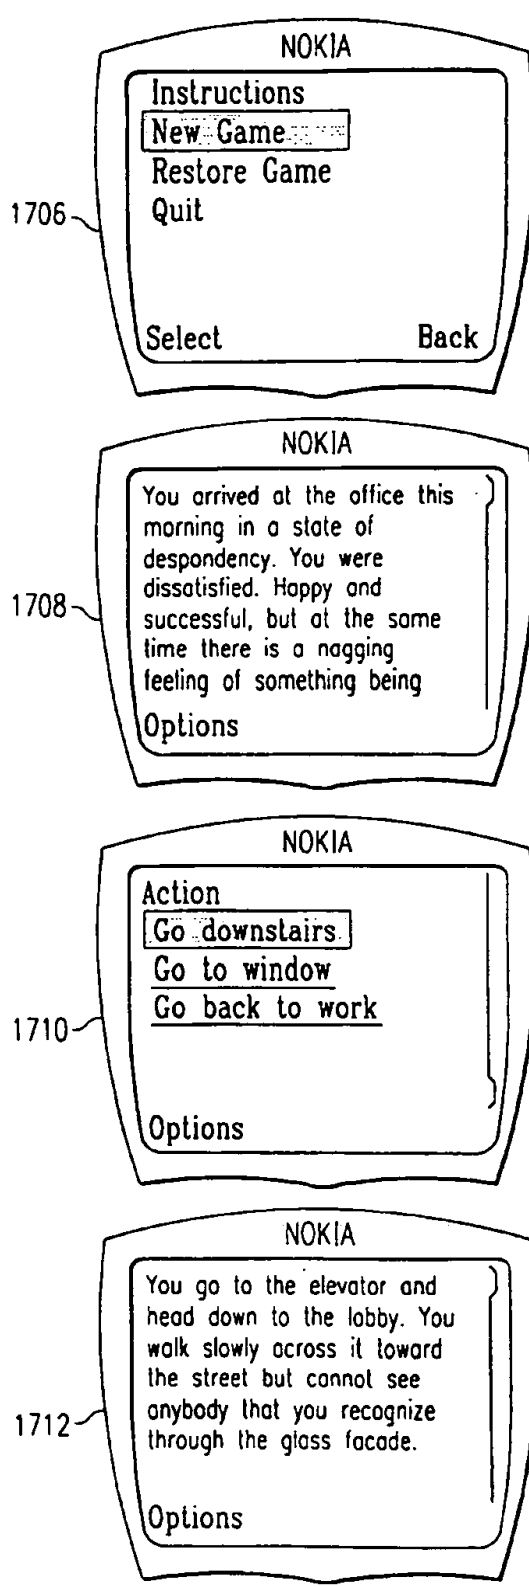 NOKIA
Instructions
New Game
Restore Game
Quit
1706
Select Back
NOKIA
You arrived at the office this
morning in a state of
despondency. You were
dissatisfied. Happy and
1708
successful, but at the same
time there is a nagging
feeling of something being
Options
NOKIA
Action
Go downstairs
Go to window
Go back to work
1710
Options
NOKIA
You go to the elevator and
head down to the lobby. You
walk slowly across it toward
the street but cannot see
anybody that you recognize
1712
through the glass facade.
Options